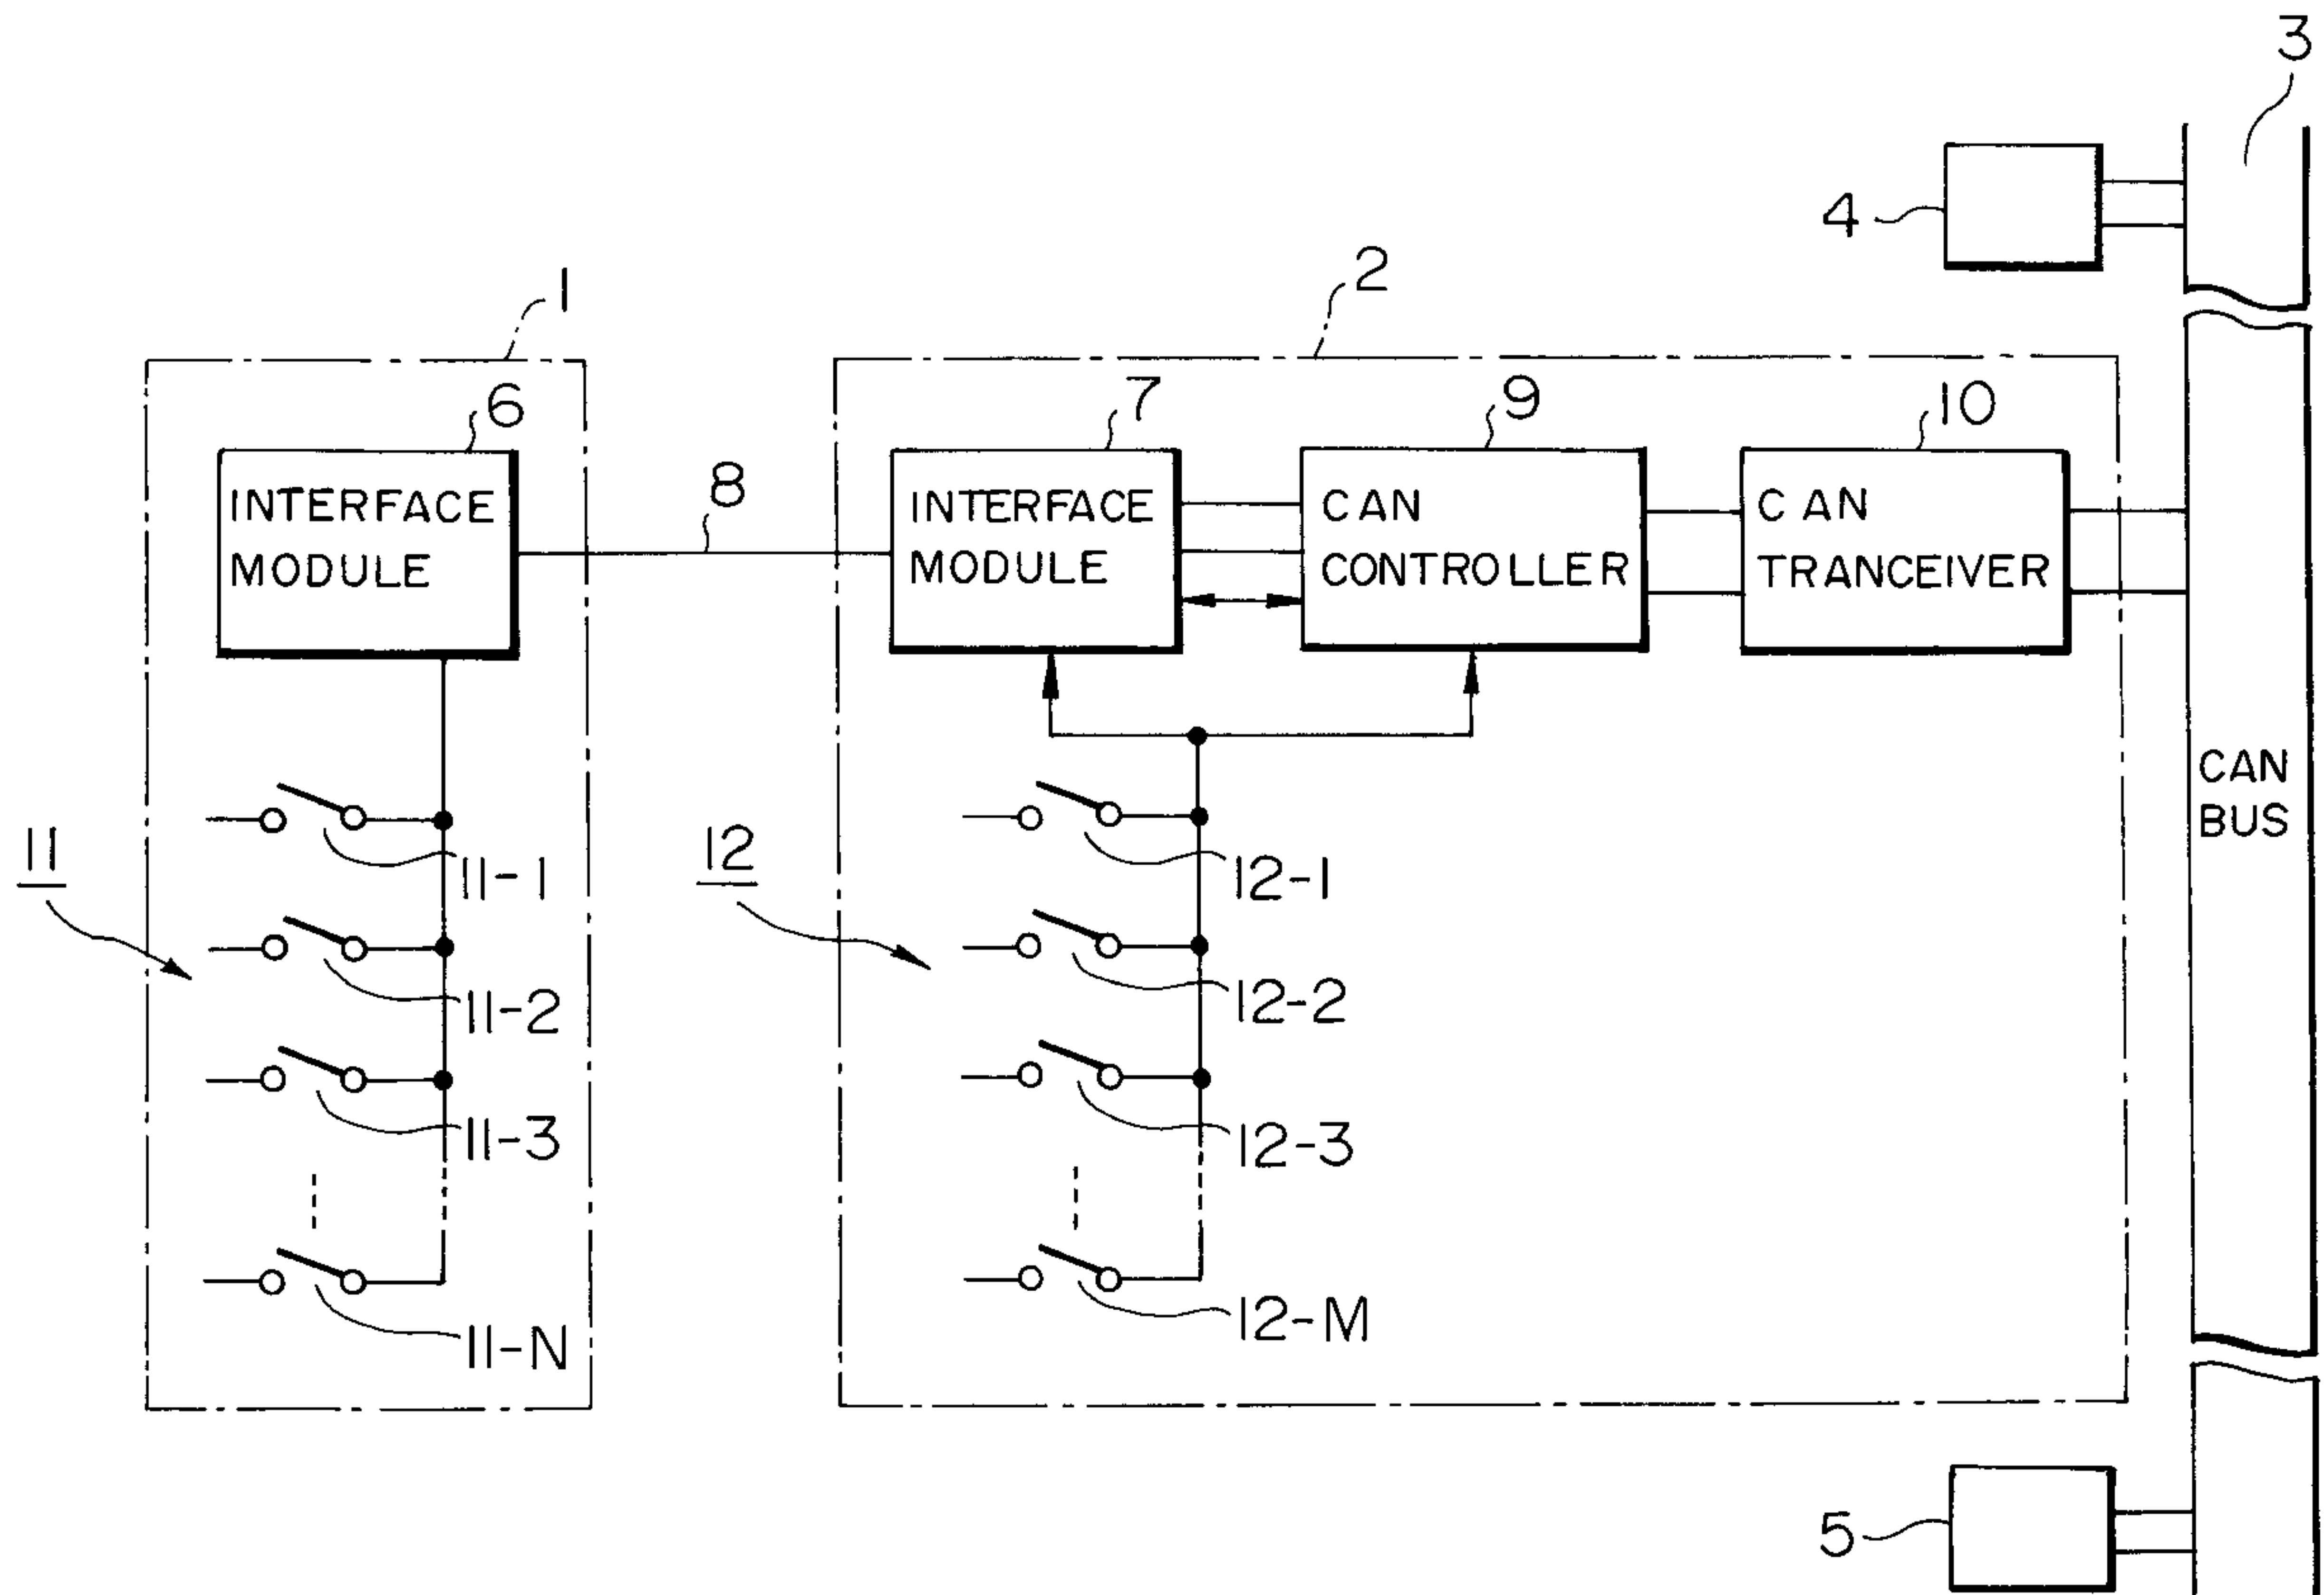 3
4
1
2
6
7
9
10
8
INTERFACE
MODULE
INTERFACE
MODULE
CAN
CONTROLLER
CAN
TRANCEIVER
CAN
BUS
11
12
11-1
12-1
11-2
12-2
11-3
12-3
11-N
12-M
5